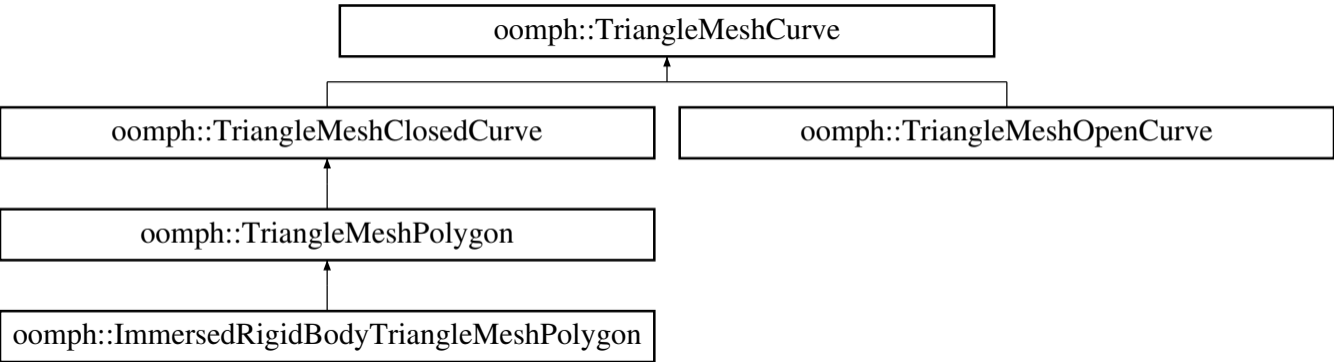 oomph::TriangleMeshCurve
oomph::TriangleMeshClosedCurve
oomph::TriangleMeshOpenCurve
oomph::TriangleMeshPolygon
oomph::ImmersedRigidBodyTriangleMeshPolygon